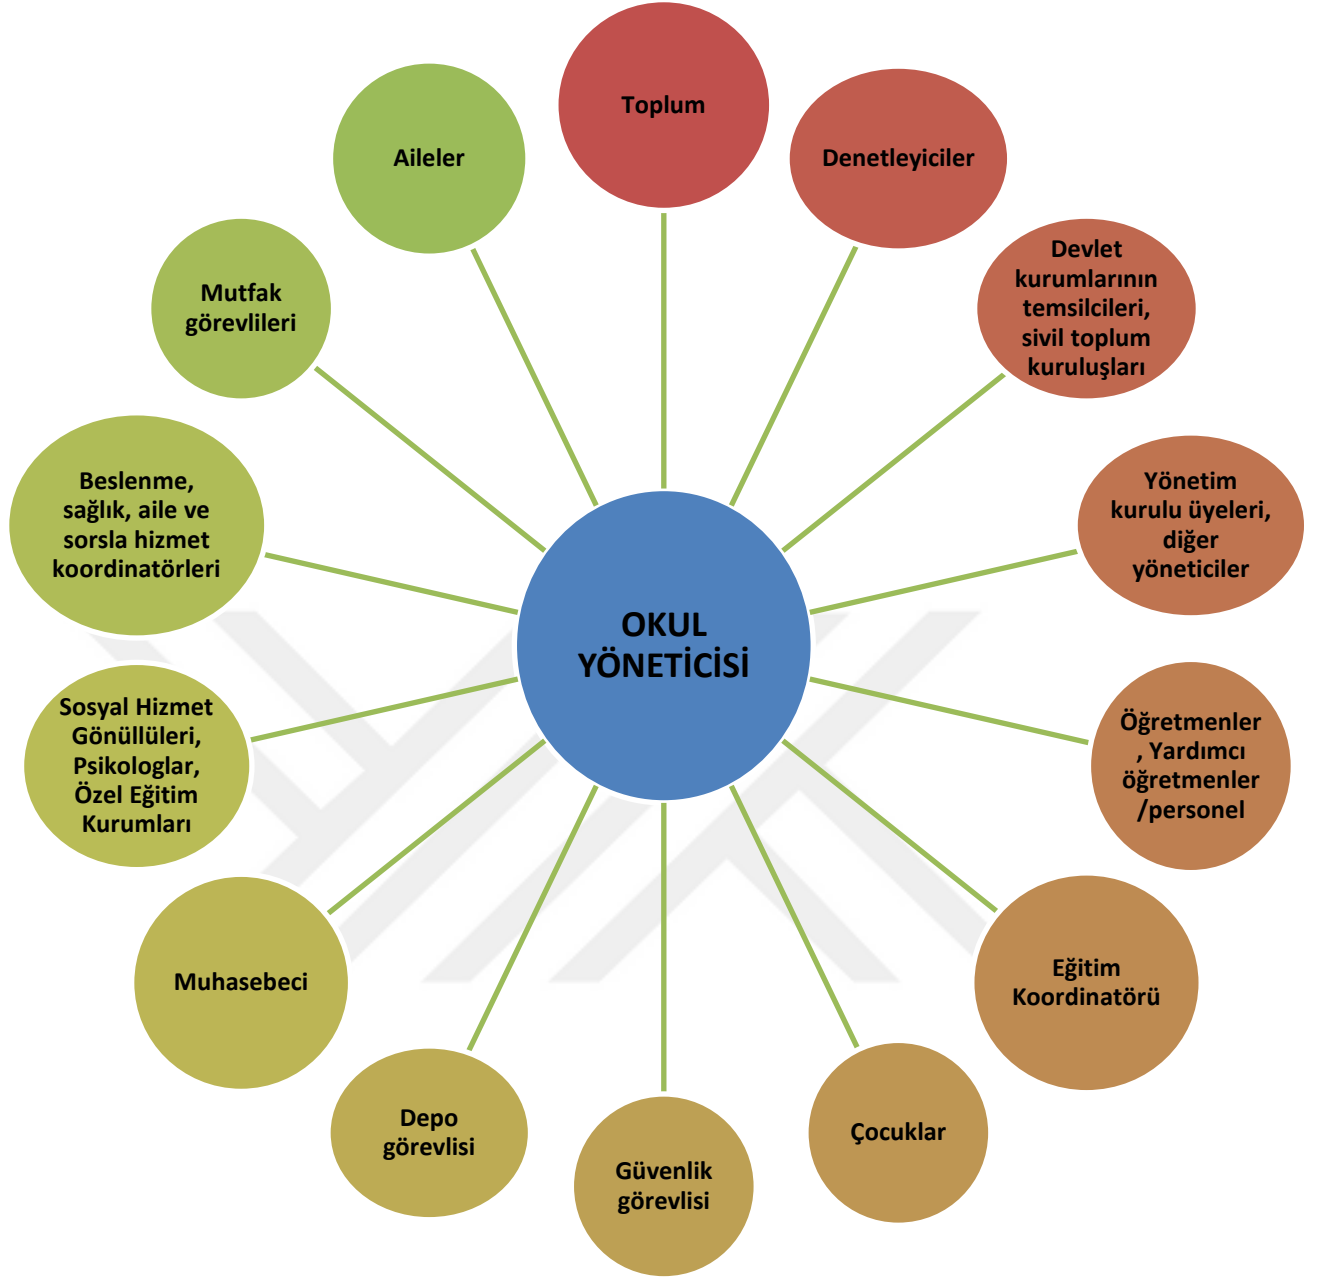 Toplum
Denetleyiciler
Devlet
kurumlarının
temsilcileri,
sivil toplum
kuruluşları
Yönetim
kurulu üyeleri,
diğer
yöneticiler
Öğretmenler
, Yardımcı
öğretmenler
/personel
Eğitim
Koordinatörü
Çocuklar
Güvenlik
görevlisi
Depo
görevlisi
Muhasebeci
Sosyal Hizmet
Gönüllüleri,
Psikologlar,
Özel Eğitim
Kurumları
Beslenme,
sağlık, aile ve
sorsla hizmet
koordinatörleri
Mutfak
görevlileri
Aileler
OKUL
YÖNETİCİSİ